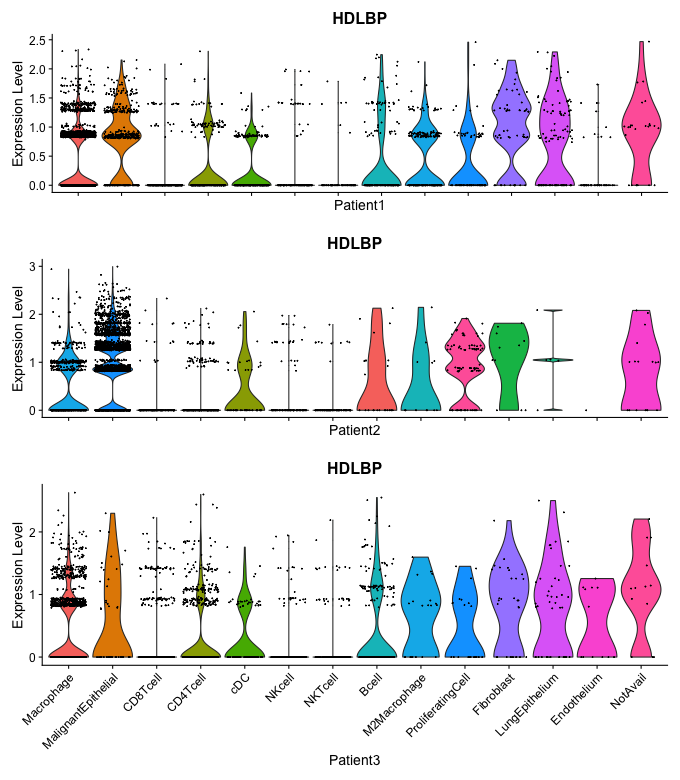 HDLBP
Expression Level
2.5
2.0
1.5
1.0
0.5
0.0
Patient1
HDLBP
Expression Level
3
2
1
0
Patient2
HDLBP
Expression Level
2
1
0
Macrophage
MalignantEpithelial
CD8Tcell
CD4Tcell
cDC
NKcell
NKTcell
Bcell
M2Macrophage
ProliferatingCell
Fibroblast
LungEpithelium
Endothelium
NotAvail
Patient3